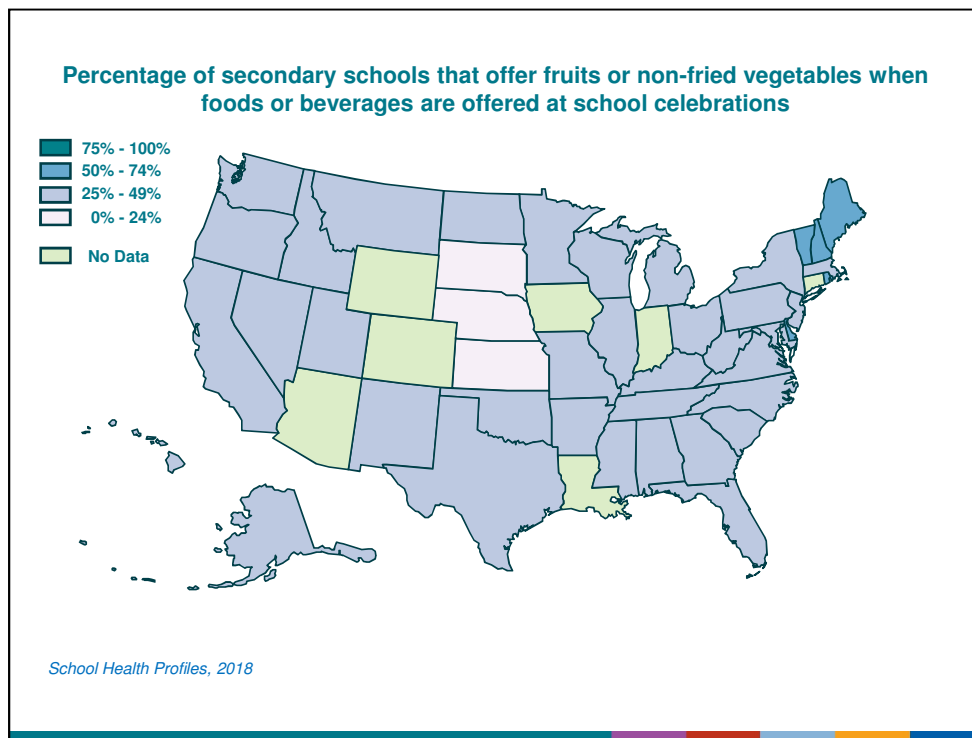 Percentage of secondary schools that offer fruits or non-fried vegetables when
foods or beverages are offered at school celebrations
75% - 100%
50% - 74%
25% - 49%
0% - 24%
No Data
School Health Profiles, 2018